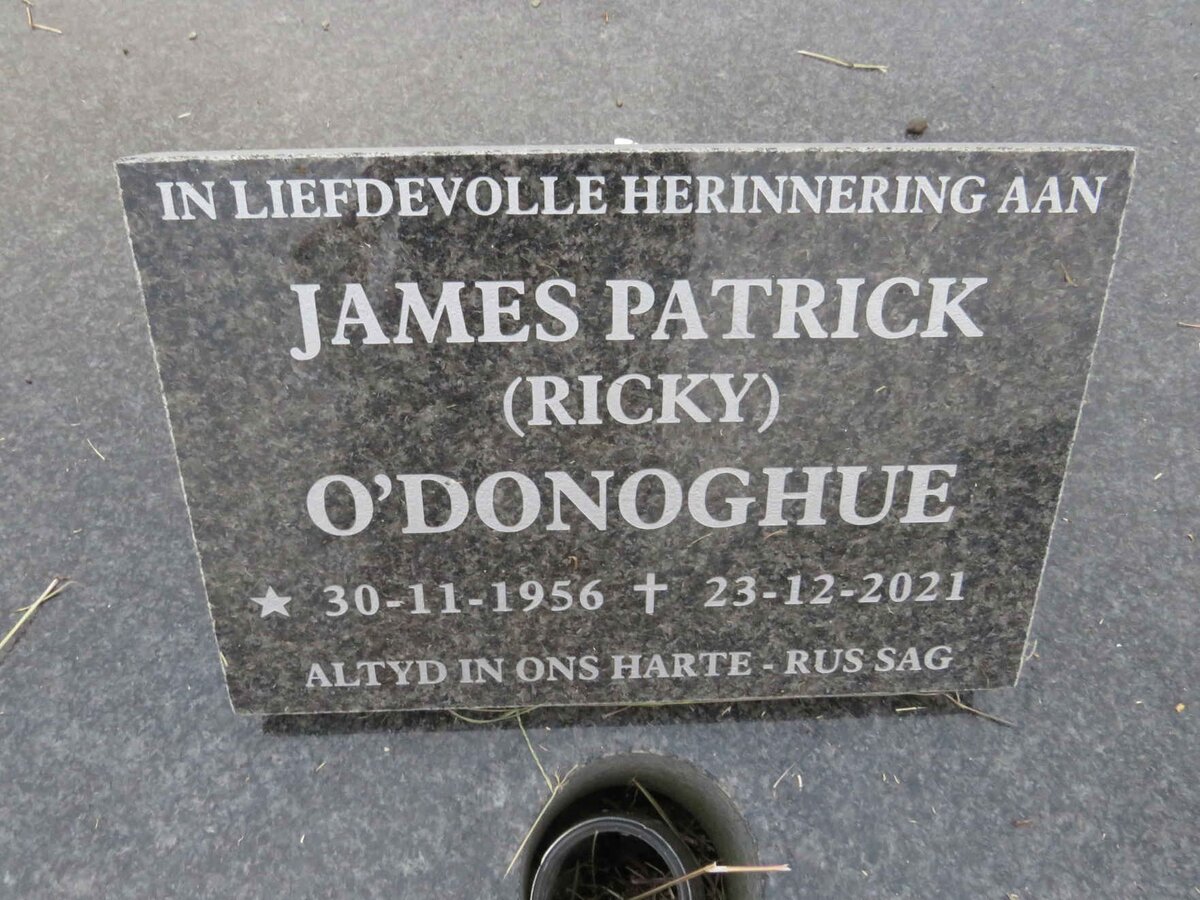 IN LIEFDEVOLLE HERINNERING AAN
JAMES PATRICK
(RICKY)
O'DONOGHUE
★ 30-11-1956 ✝ 23-12-2021
ALTYD IN ONS HARTE - RUS SAG